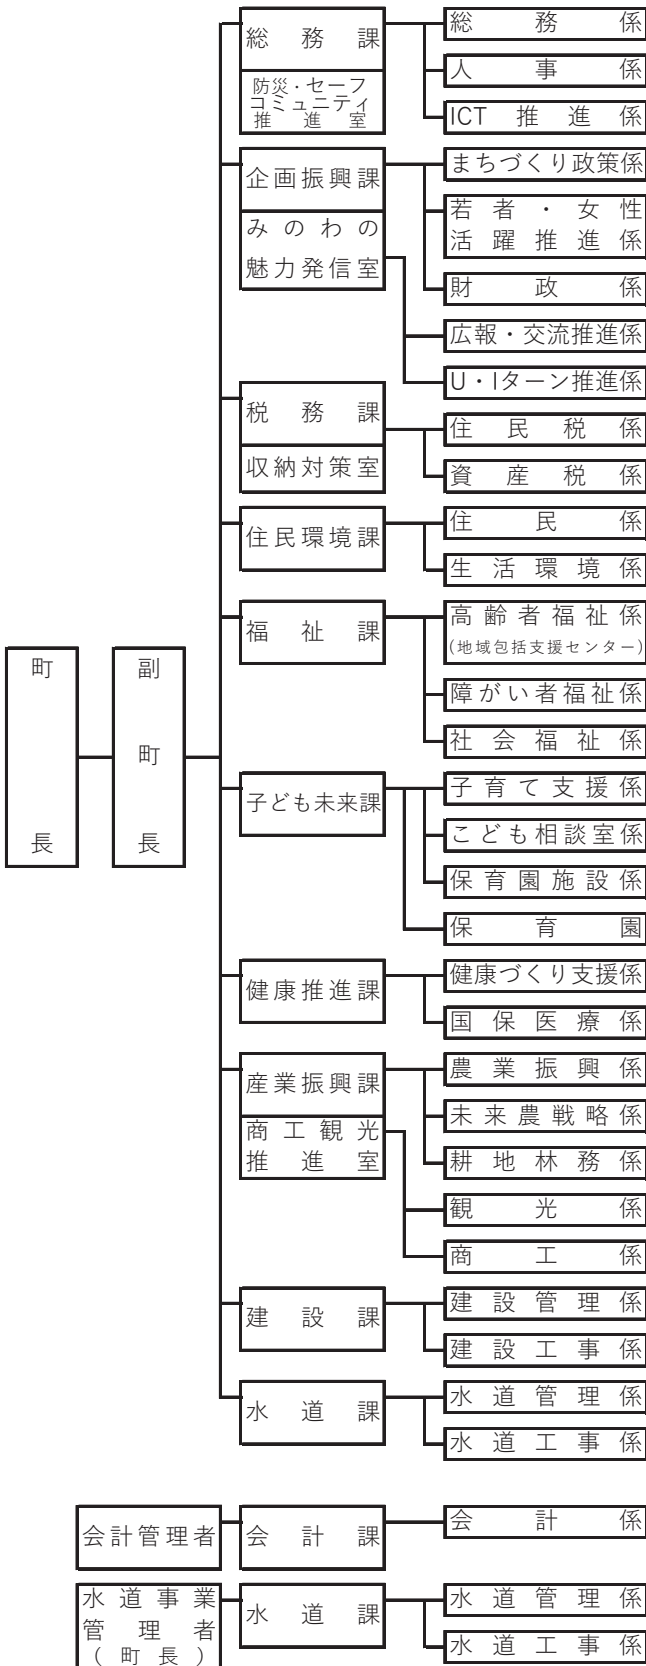 総務課
防災・セーフ
コミュニティ
推進室
総務係
人事係
ICT推進係
企画振興課
みのわの
魅力発信室
まちづくり政策係
若者・女性
活躍推進係
財政係
広報・交流推進係
U・Iターン推進係
税務課
収納対策室
住民税係
資産税係
住民環境課
住民係
生活環境係
町長
副町長
福祉課
高齢者福祉係
(地域包括支援センター)
障がい者福祉係
社会福祉係
子ども未来課
子育て支援係
こども相談室係
保育園施設係
保育園
健康推進課
健康づくり支援係
国保医療係
産業振興課
商工観光
推進室
農業振興係
未来農戦略係
耕地林務係
観光係
商工係
建設課
建設管理係
建設工事係
水道課
水道管理係
水道工事係
会計管理者
会計課
会計係
水道事業
管理者
(町長)
水道課
水道管理係
水道工事係